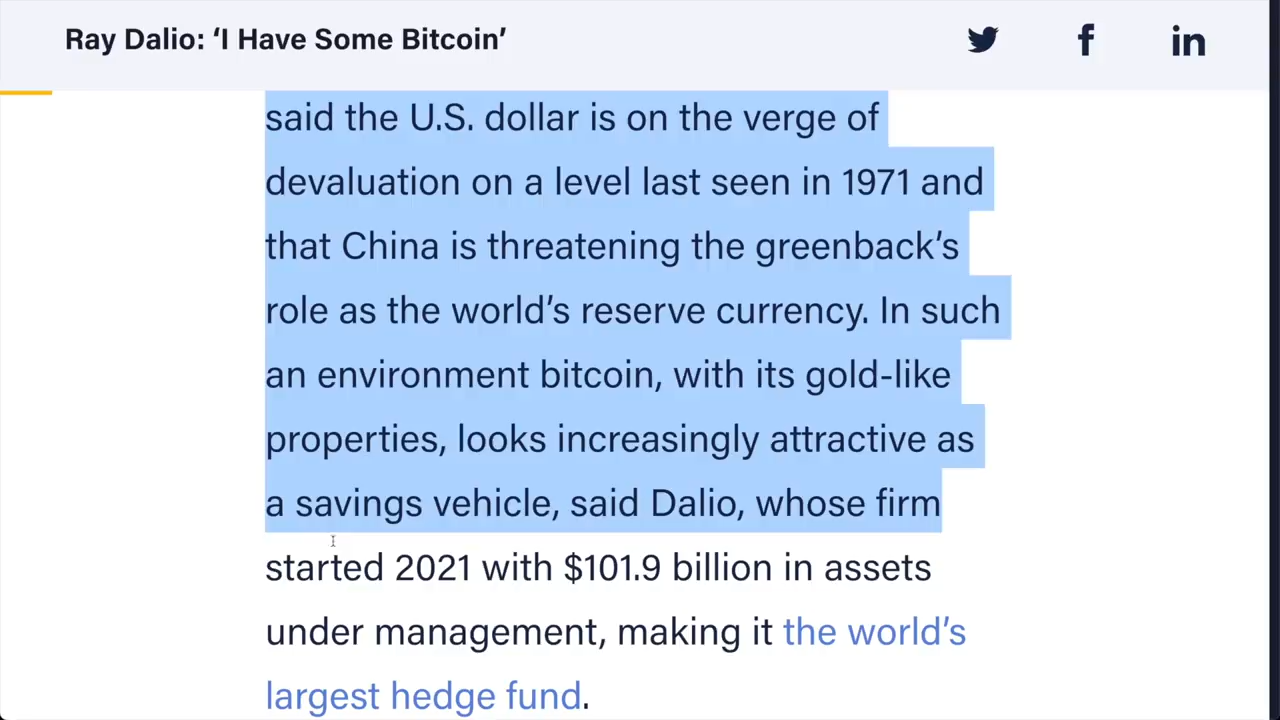 Ray Dalio: ‘I Have Some Bitcoin’
said the U.S. dollar is on the verge of
devaluation on a level last seen in 1971 and
that China is threatening the greenback’s
role as the world’s reserve currency. In such
an environment bitcoin, with its gold-like
properties, looks increasingly attractive as
a savings vehicle, said Dalio, whose firm
started 2021 with $101.9 billion in assets
under management, making it the world’s
largest hedge fund.